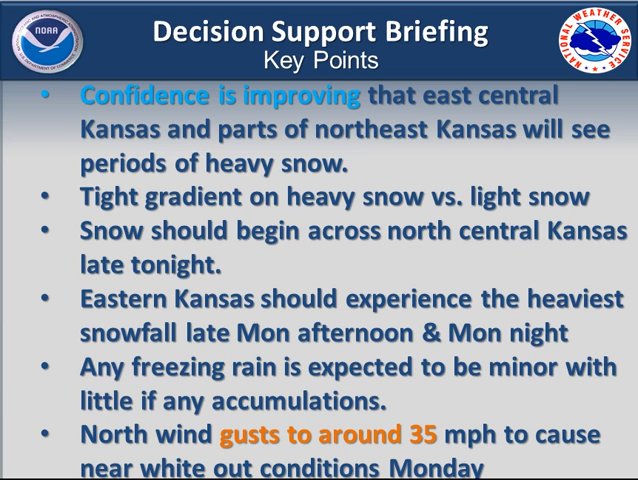 Decision Support Briefing
Key Points
NOAA
NATIONAL WEATHER SERVICE
• Confidence is improving that east central
Kansas and parts of northeast Kansas will see
periods of heavy snow.
• Tight gradient on heavy snow vs. light snow
• Snow should begin across north central Kansas
late tonight.
• Eastern Kansas should experience the heaviest
snowfall late Mon afternoon & Mon night
• Any freezing rain is expected to be minor with
little if any accumulations.
• North wind gusts to around 35 mph to cause
near white out conditions Monday